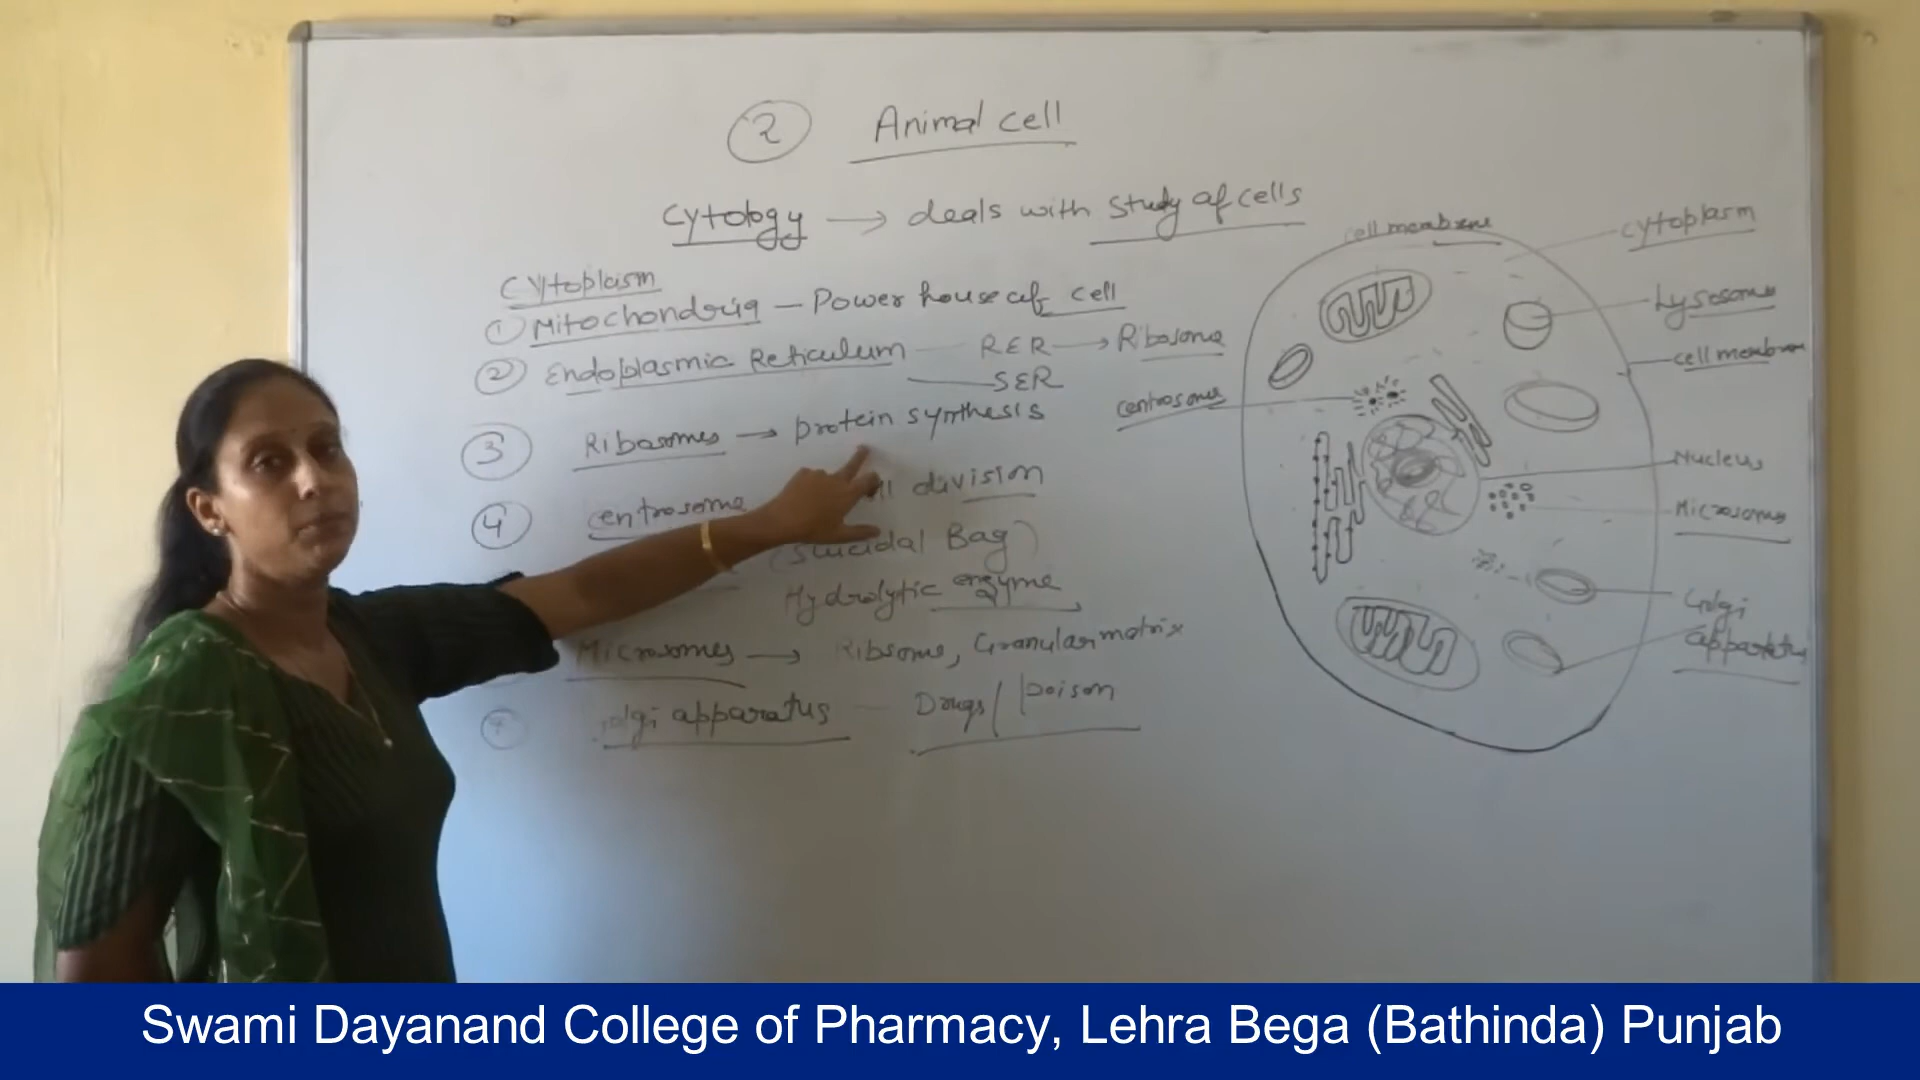 2 Animal cell
Cytology → deals with study of cells
Cytoplasm
1 Mitochondria – Power house of cell
2 Endoplasmic Reticulum RER → Ribosome
SER
3 Ribosomes → protein synthesis
4 centrosome division
(Suicidal Bag)
Hydrolytic enzyme
Microsomes → Ribsome, Granular matrix
7 Golgi apparatus Drugs / poison
cell membrane
cytoplasm
Lysosome
cell membrane
centrosome
Nucleus
Microsomes
Golgi
apparatus
Swami Dayanand College of Pharmacy, Lehra Bega (Bathinda) Punjab